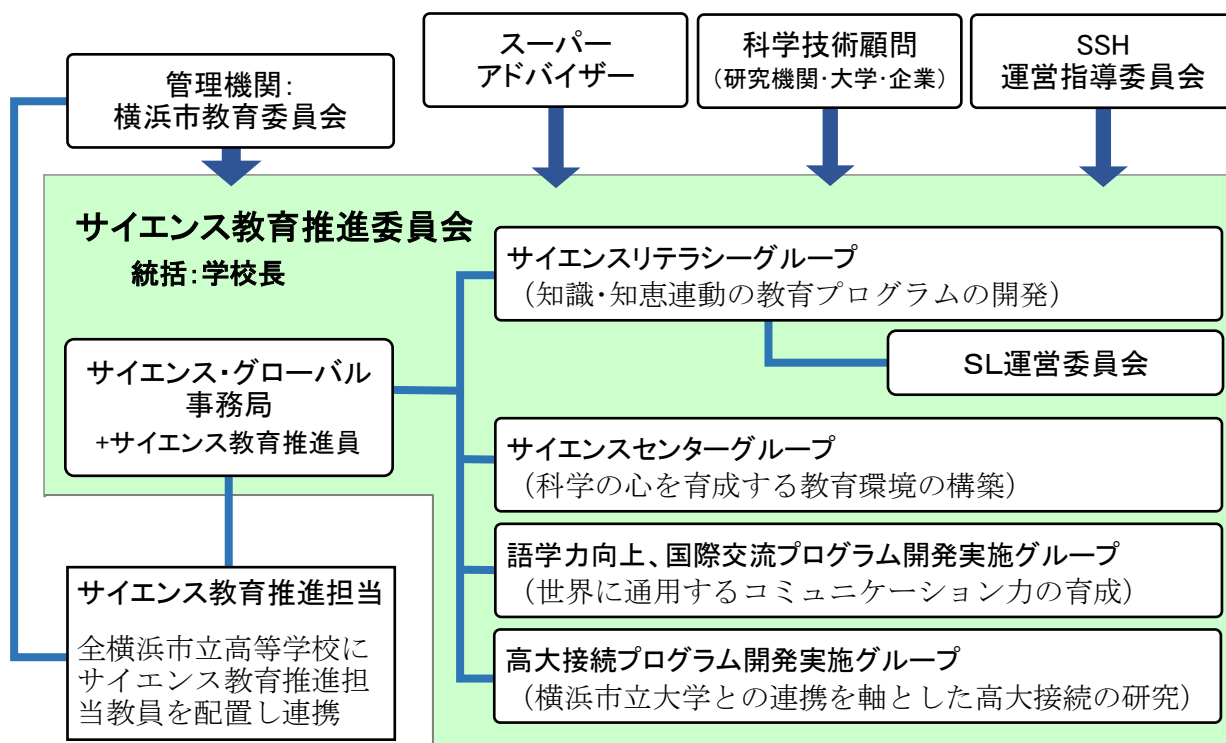 管理機関：
横浜市教育委員会
スーパー
アドバイザー
科学技術顧問
（研究機関・大学・企業）
SSH
運営指導委員会
サイエンス教育推進委員会
統括：学校長
サイエンスリテラシーグループ
（知識・知恵連動の教育プログラムの開発）
SL運営委員会
サイエンス・グローバル
事務局
+サイエンス教育推進員
サイエンスセンターグループ
（科学の心を育成する教育環境の構築）
語学力向上、国際交流プログラム開発実施グループ
（世界に通用するコミュニケーション力の育成）
高大接続プログラム開発実施グループ
（横浜市立大学との連携を軸とした高大接続の研究）
サイエンス教育推進担当
全横浜市立高等学校に
サイエンス教育推進担
当教員を配置し連携